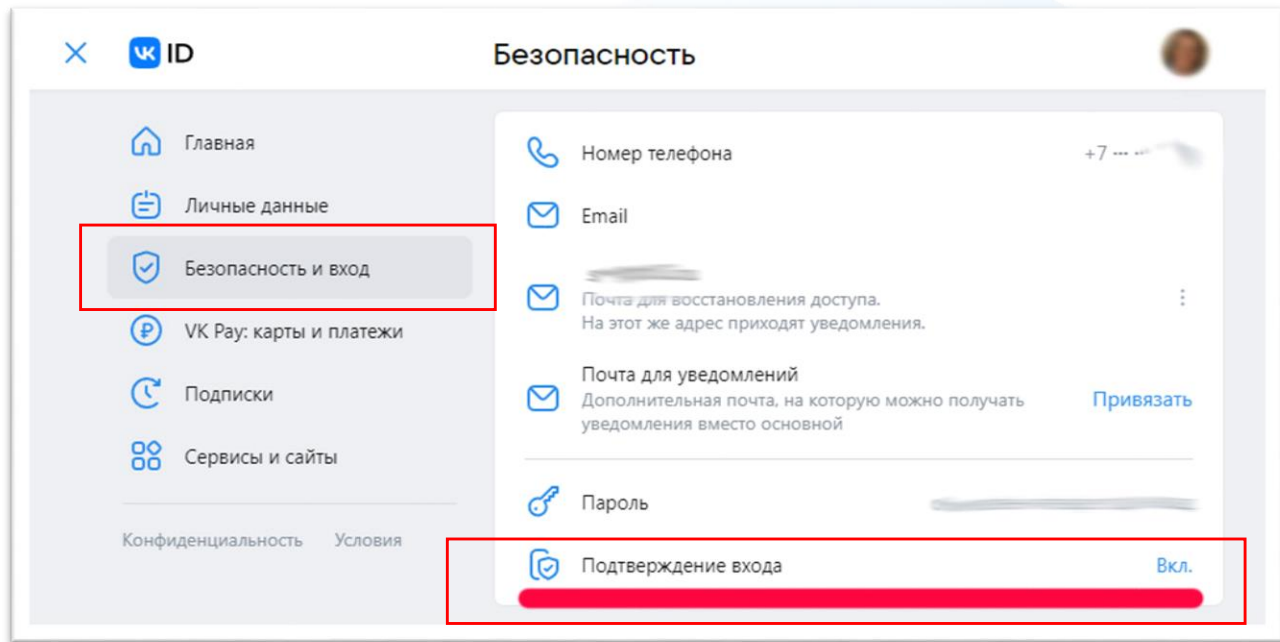 VK ID
Безопасность
Главная
Личные данные
Безопасность и вход
VK Pay: карты и платежи
Подписки
Сервисы и сайты
Конфиденциальность Условия
Номер телефона +7
Email
Почта для восстановления доступа.
На этот же адрес приходят уведомления.
Почта для уведомлений
Дополнительная почта, на которую можно получать
уведомления вместо основной
Привязать
Пароль
Подтверждение входа Вкл.